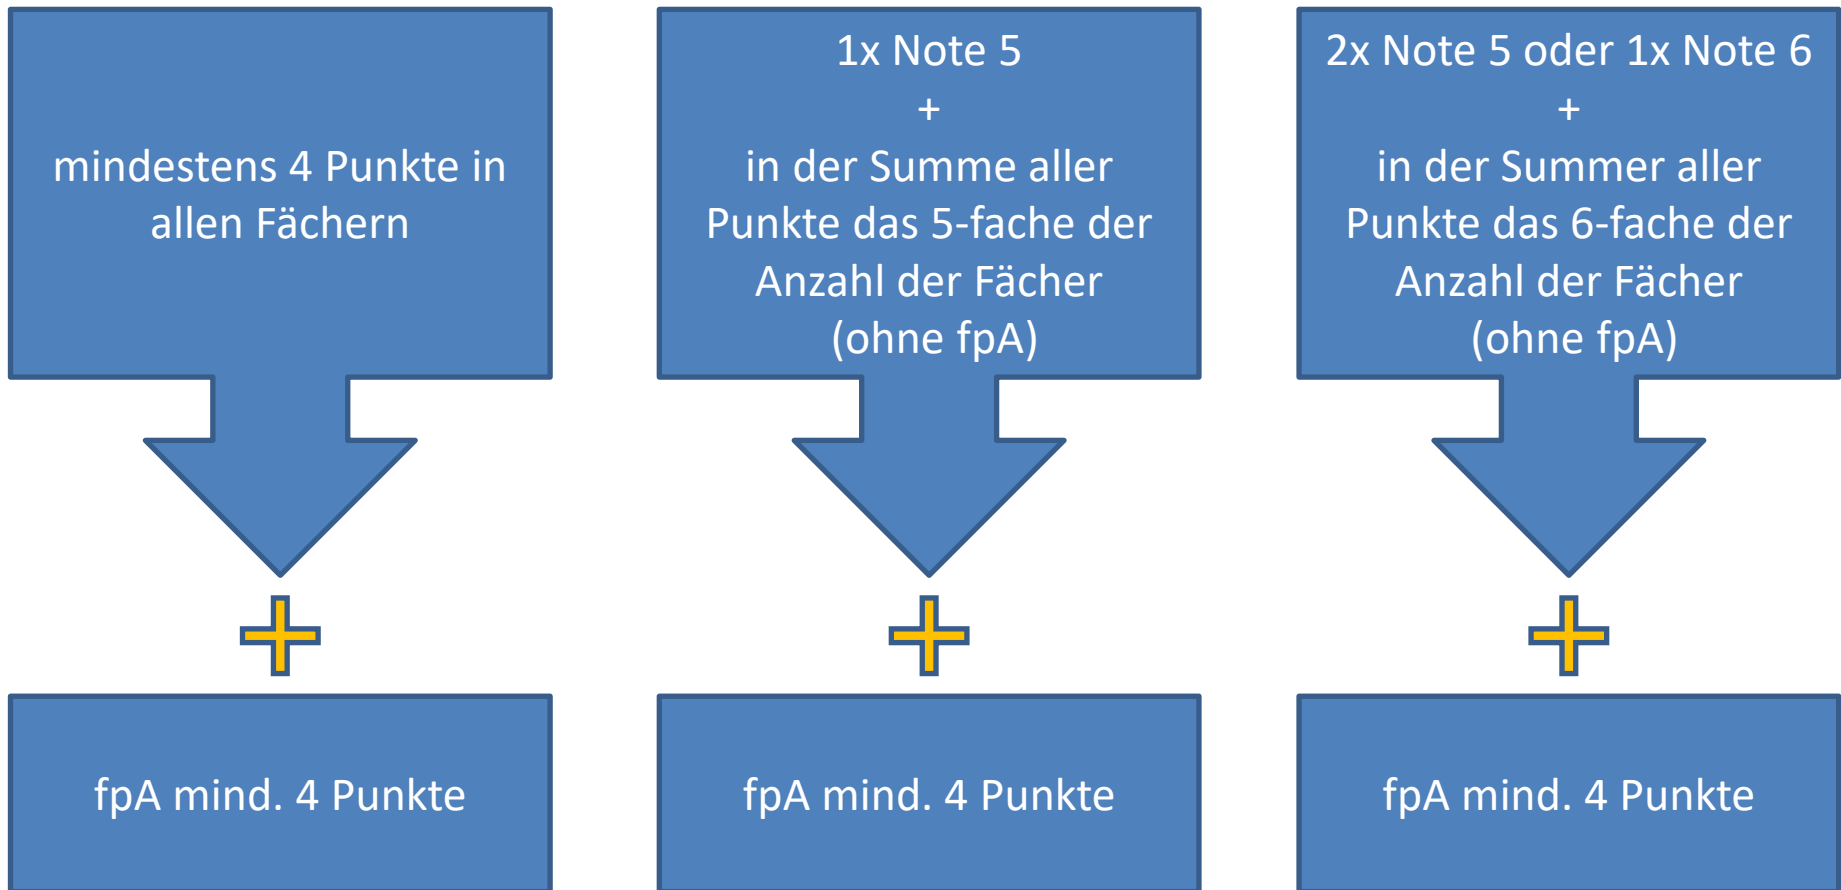 mindestens 4 Punkte in
allen Fächern
1x Note 5
+
in der Summe aller
Punkte das 5-fache der
Anzahl der Fächer
(ohne fpA)
2x Note 5 oder 1x Note 6
+
in der Summer aller
Punkte das 6-fache der
Anzahl der Fächer
(ohne fpA)
fpA mind. 4 Punkte
fpA mind. 4 Punkte
fpA mind. 4 Punkte